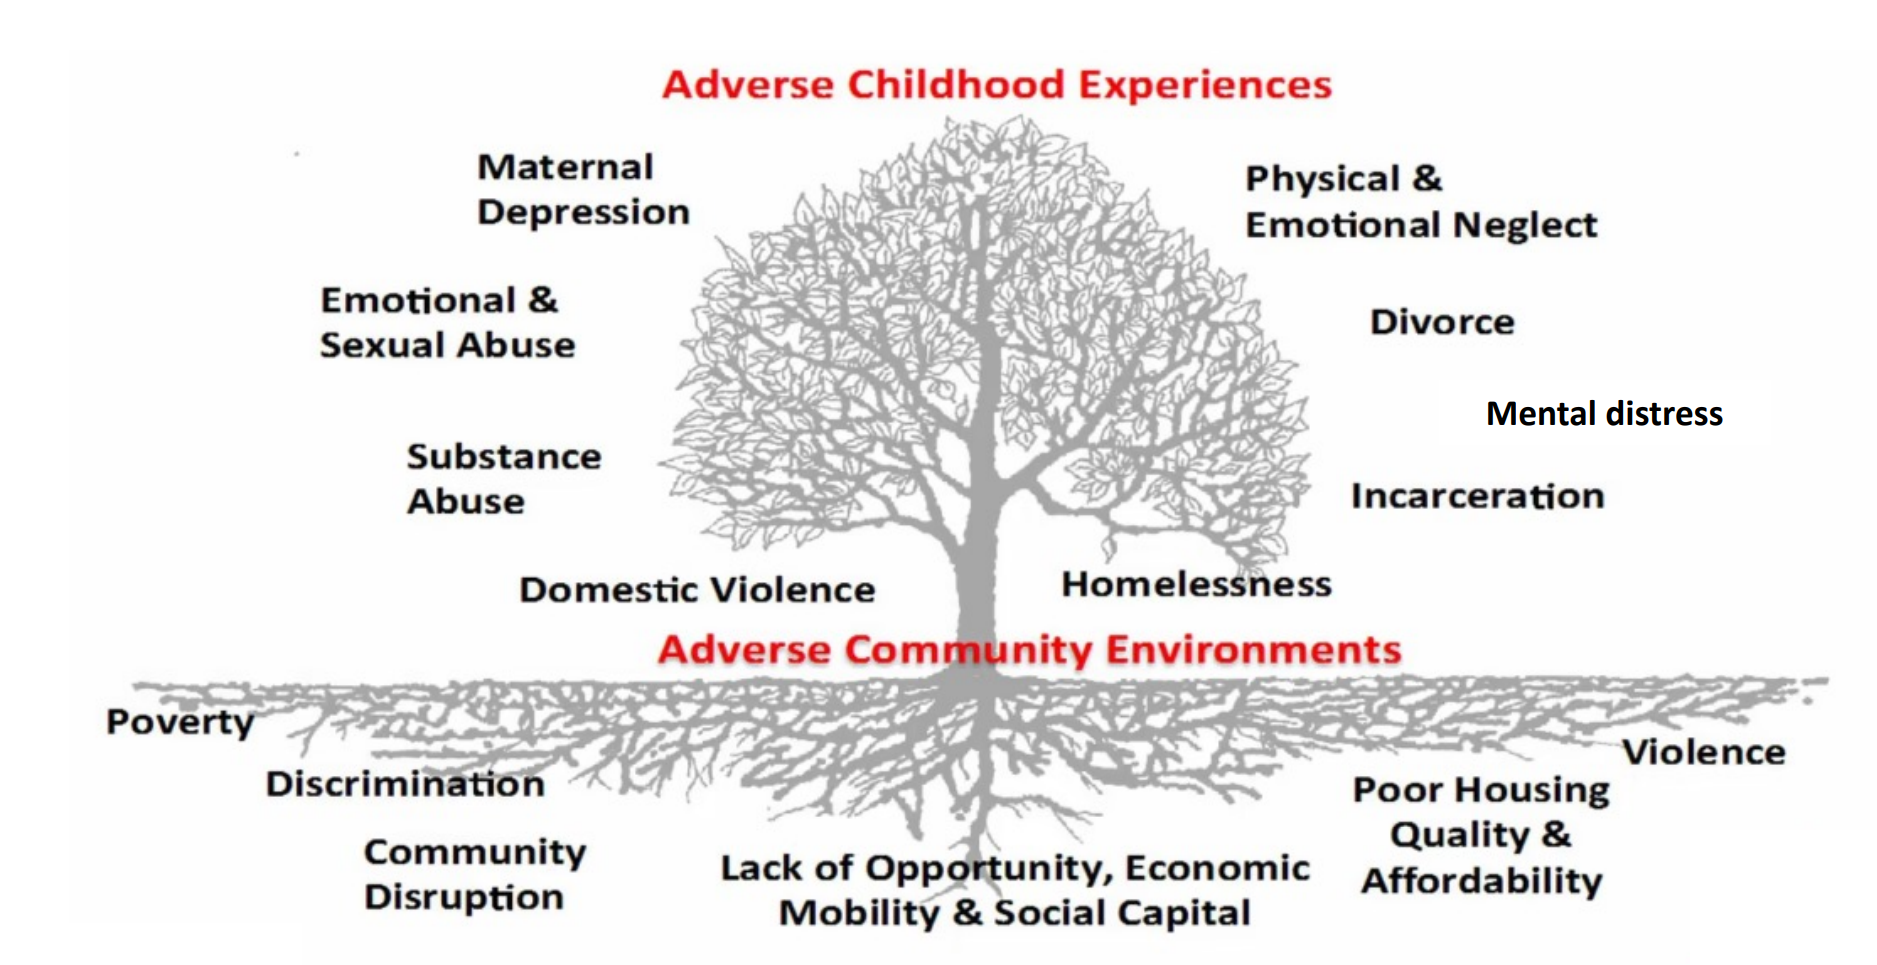 Adverse Childhood Experiences
Maternal
Depression
Physical &
Emotional Neglect
Emotional &
Sexual Abuse
Divorce
Mental distress
Substance
Abuse
Incarceration
Domestic Violence
Homelessness
Adverse Community Environments
Poverty
Violence
Discrimination
Poor Housing
Quality &
Affordability
Community
Disruption
Lack of Opportunity, Economic
Mobility & Social Capital